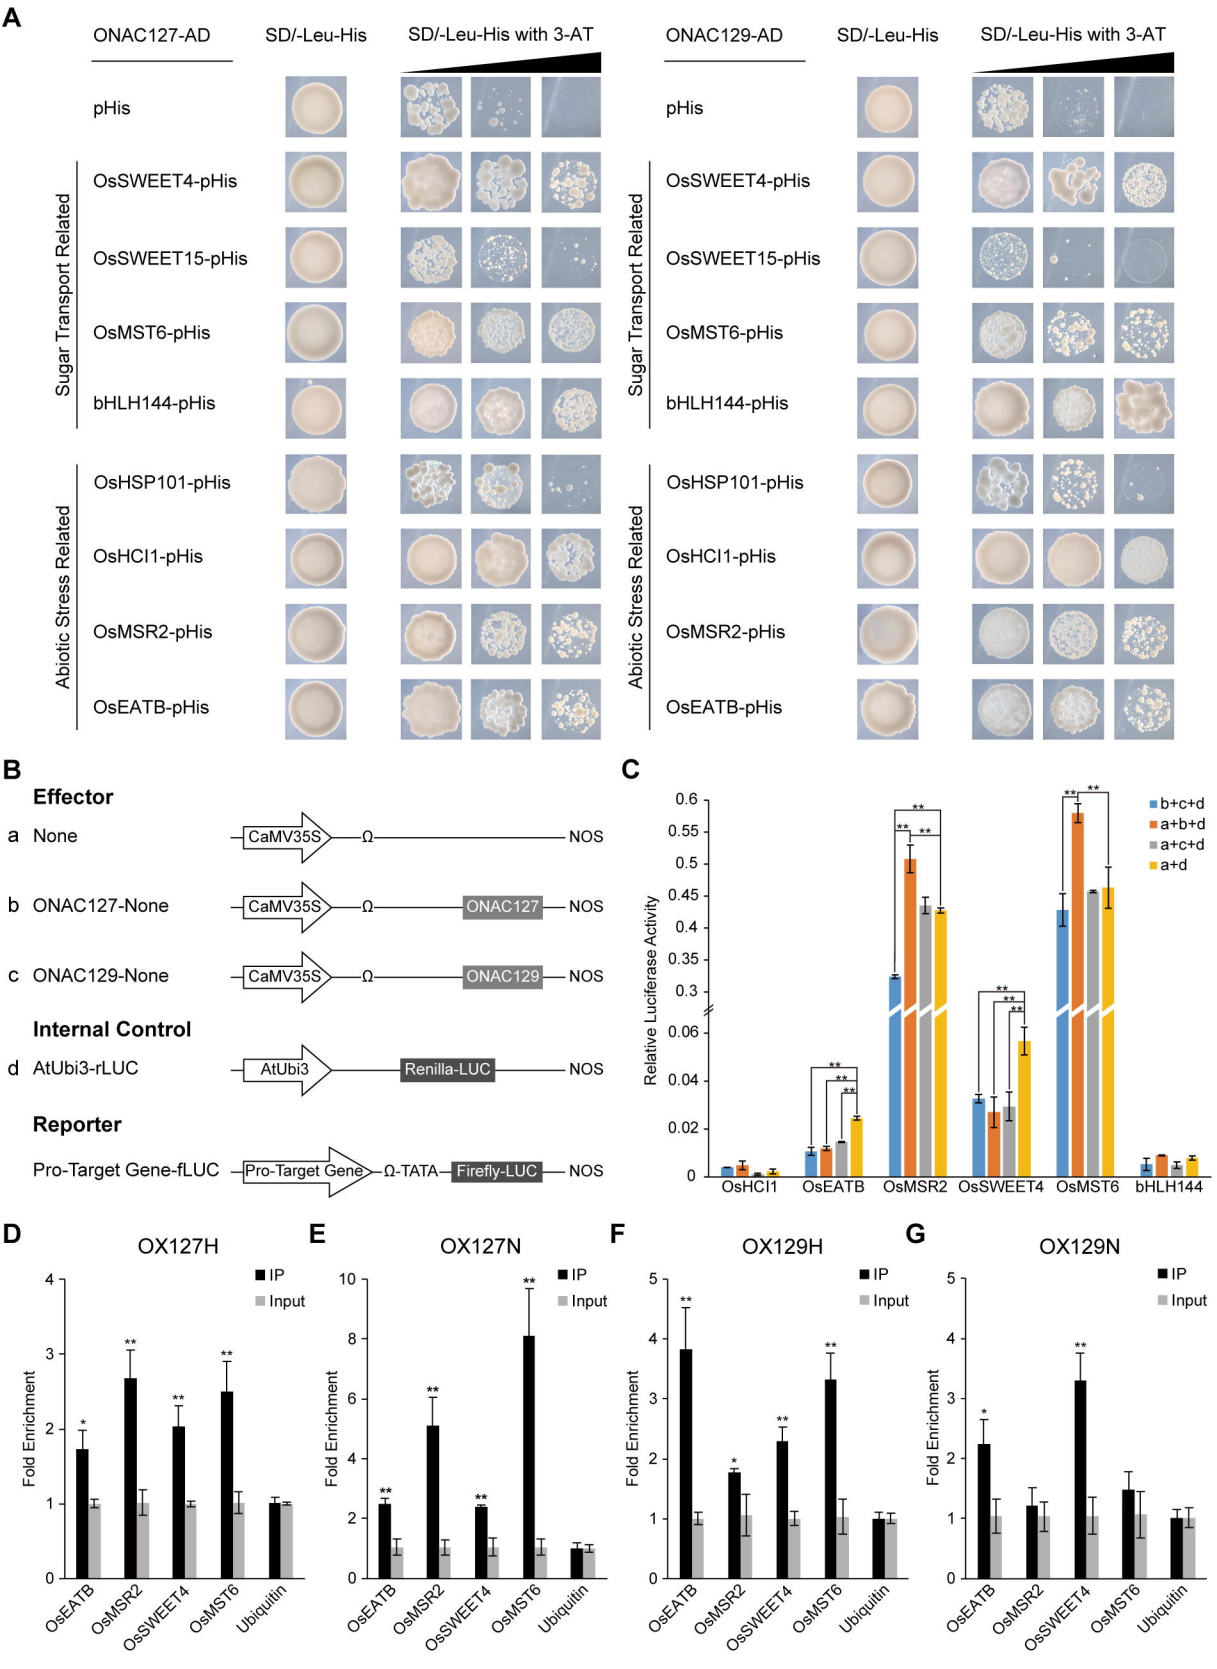 A
ONAC127-AD SD/-Leu-His SD/-Leu-His with 3-AT ONAC129-AD SD/-Leu-His SD/-Leu-His with 3-AT
pHis pHis
Sugar Transport Related
OsSWEET4-pHis OsSWEET4-pHis
OsSWEET15-pHis OsSWEET15-pHis
OsMST6-pHis OsMST6-pHis
bHLH144-pHis bHLH144-pHis
Sugar Transport Related
Abiotic Stress Related
OsHSP101-pHis OsHSP101-pHis
OsHCI1-pHis OsHCI1-pHis
OsMSR2-pHis OsMSR2-pHis
OsEATB-pHis OsEATB-pHis
Abiotic Stress Related
B
Effector
a None CaMV35S Ω NOS
b ONAC127-None CaMV35S Ω ONAC127 NOS
c ONAC129-None CaMV35S Ω ONAC129 NOS
Internal Control
d AtUbi3-rLUC AtUbi3 Renilla-LUC NOS
Reporter
Pro-Target Gene-fLUC Pro-Target Gene Ω-TATA Firefly-LUC NOS
C
Relative Luciferase Activity
0.6
0.55
0.5
0.45
0.4
0.35
0.3
0.06
0.04
0.02
0
** ** ** ** ** ** ** ** ** ** **
b+c+d
a+b+d
a+c+d
a+d
OsHCI1 OsEATB OsMSR2 OsSWEET4 OsMST6 bHLH144
D
OX127H
IP
Input
Fold Enrichment
4
3
2
1
0
* ** ** **
OsEATB OsMSR2 OsSWEET4 OsMST6 Ubiquitin
E
OX127N
IP
Input
Fold Enrichment
10
8
6
4
2
0
** ** ** **
OsEATB OsMSR2 OsSWEET4 OsMST6 Ubiquitin
F
OX129H
IP
Input
Fold Enrichment
5
4
3
2
1
0
** * ** **
OsEATB OsMSR2 OsSWEET4 OsMST6 Ubiquitin
G
OX129N
IP
Input
Fold Enrichment
5
4
3
2
1
0
* **
OsEATB OsMSR2 OsSWEET4 OsMST6 Ubiquitin